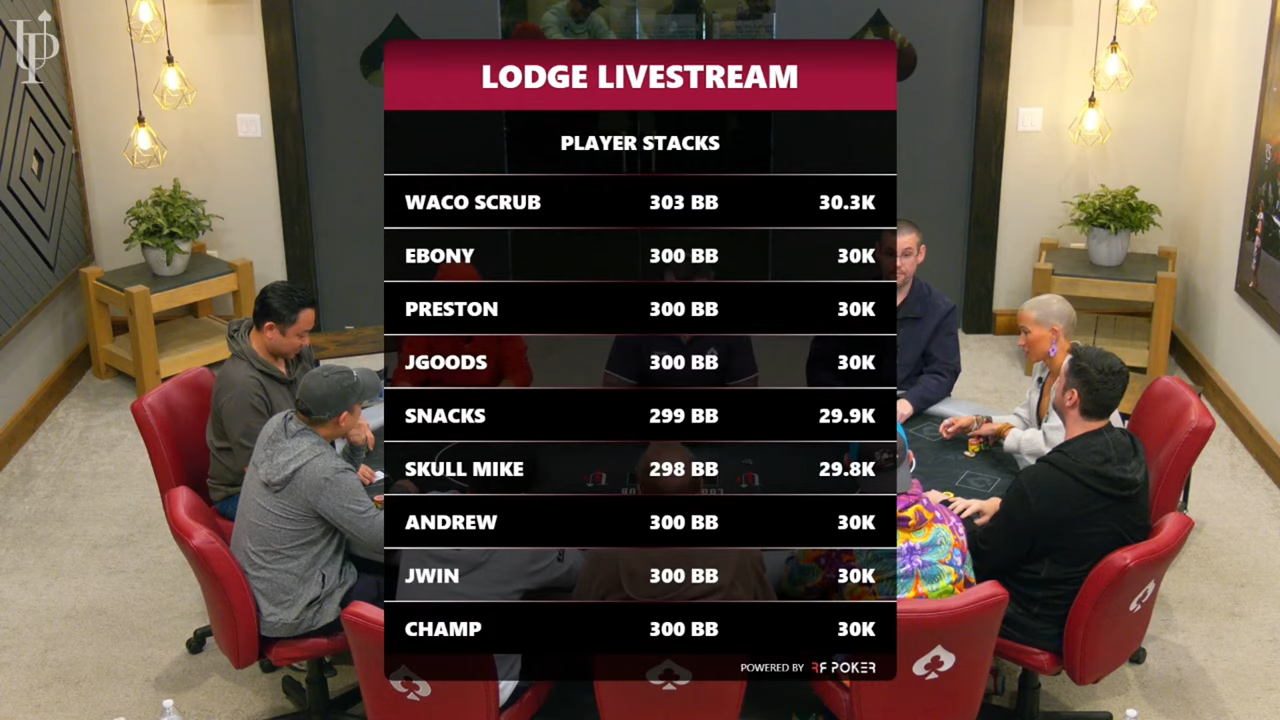 UP
LODGE LIVESTREAM
PLAYER STACKS
WACO SCRUB 303 BB 30.3K
EBONY 300 BB 30K
PRESTON 300 BB 30K
JGOODS 300 BB 30K
SNACKS 299 BB 29.9K
SKULL MIKE 298 BB 29.8K
ANDREW 300 BB 30K
JWIN 300 BB 30K
CHAMP 300 BB 30K
POWERED BY RF POKER